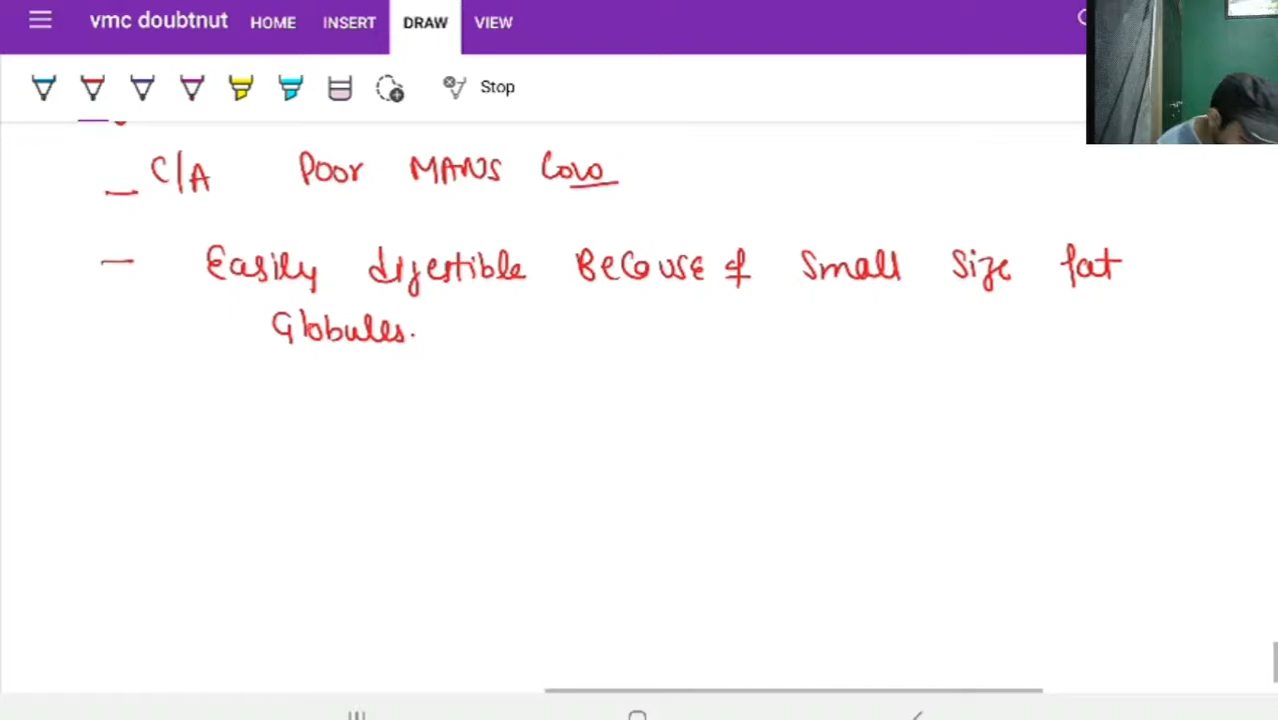 vmc doubtnut HOME INSERT DRAW VIEW
Stop
— C/A Poor MANS Cow
— Easily digestible Because of Small Size fat
Globules.